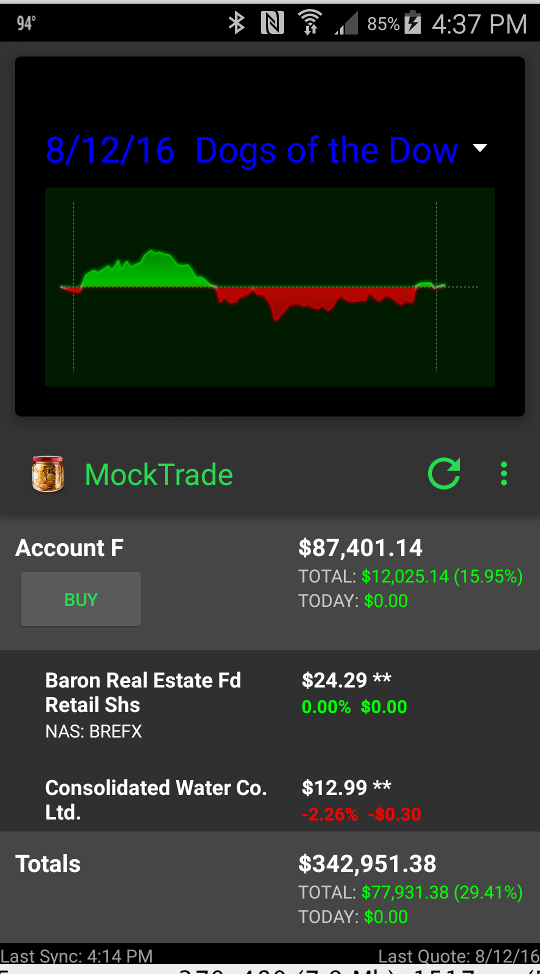 94°
85% 4:37 PM
8/12/16 Dogs of the Dow
MockTrade
Account F
$87,401.14
TOTAL: $12,025.14 (15.95%)
BUY
TODAY: $0.00
Baron Real Estate Fd
Retail Shs
NAS: BREFX
$24.29 **
0.00% $0.00
Consolidated Water Co.
Ltd.
$12.99 **
-2.26% -$0.30
Totals
$342,951.38
TOTAL: $77,931.38 (29.41%)
TODAY: $0.00
Last Sync: 4:14 PM
Last Quote: 8/12/16